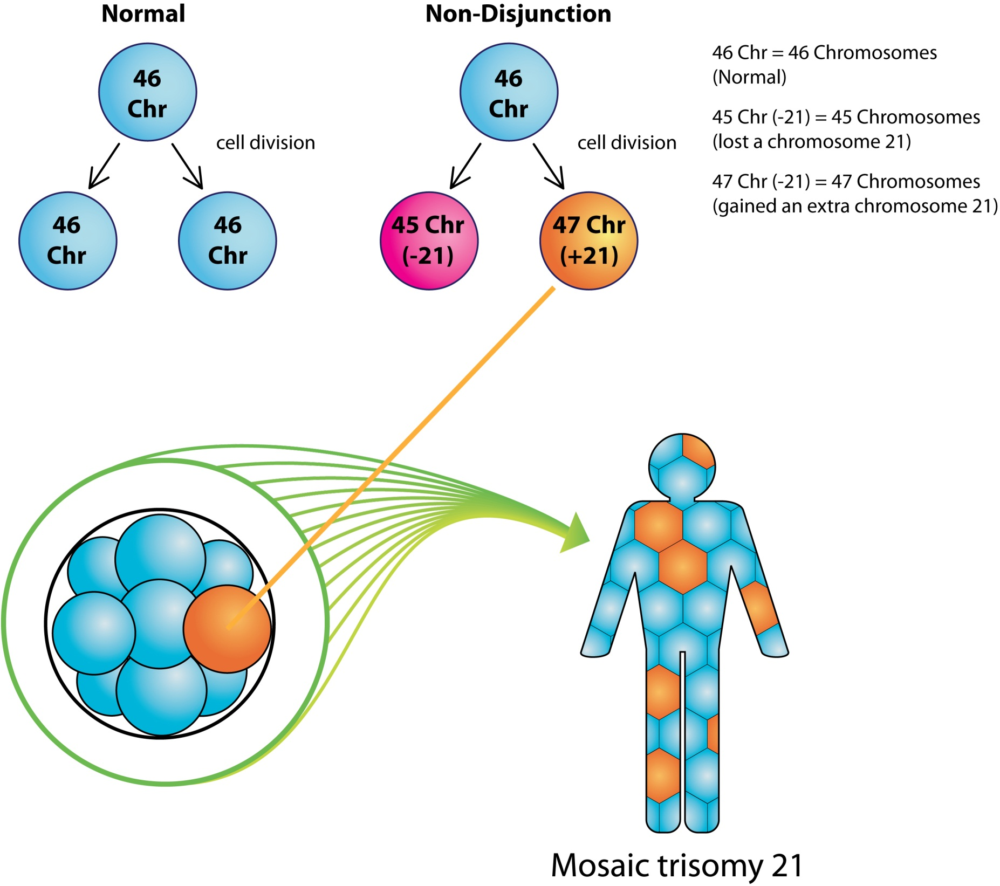 Normal
46
Chr
cell division
46
Chr
46
Chr
Non-Disjunction
46
Chr
cell division
45 Chr
(-21)
47 Chr
(+21)
46 Chr = 46 Chromosomes
(Normal)
45 Chr (-21) = 45 Chromosomes
(lost a chromosome 21)
47 Chr (-21) = 47 Chromosomes
(gained an extra chromosome 21)
Mosaic trisomy 21